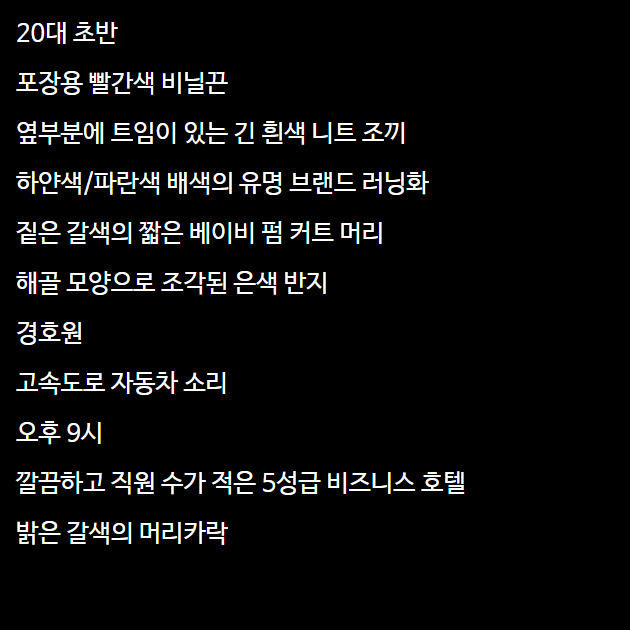 20대 초반
포장용 빨간색 비닐끈
옆부분에 트임이 있는 긴 흰색 니트 조끼
하얀색/파란색 배색의 유명 브랜드 러닝화
짙은 갈색의 짧은 베이비 펌 커트 머리
해골 모양으로 조각된 은색 반지
경호원
고속도로 자동차 소리
오후 9시
깔끔하고 직원 수가 적은 5성급 비즈니스 호텔
밝은 갈색의 머리카락